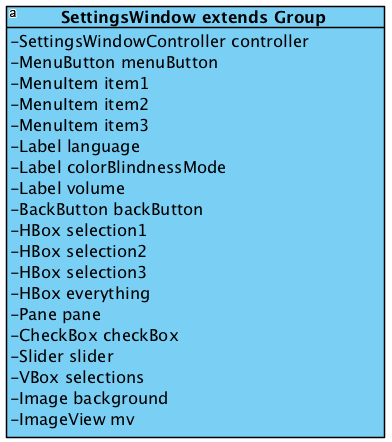 a
SettingsWindow extends Group
-SettingsWindowController controller
-MenuButton menuButton
-MenuItem item1
-MenuItem item2
-MenuItem item3
-Label language
-Label colorBlindnessMode
-Label volume
-BackButton backButton
-HBox selection1
-HBox selection2
-HBox selection3
-HBox everything
-Pane pane
-CheckBox checkBox
-Slider slider
-VBox selections
-Image background
-ImageView mv